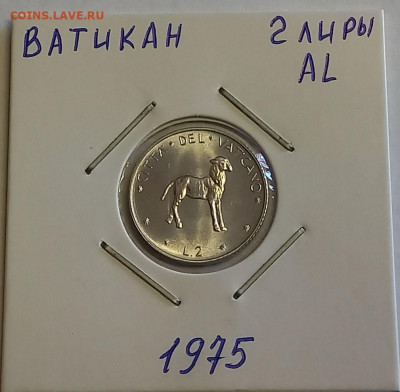 COINS.LAVE.RU
ВАТИКАН
2 ЛИРЫ
AL
CITTA · DEL · VATICANO
L.2
1975